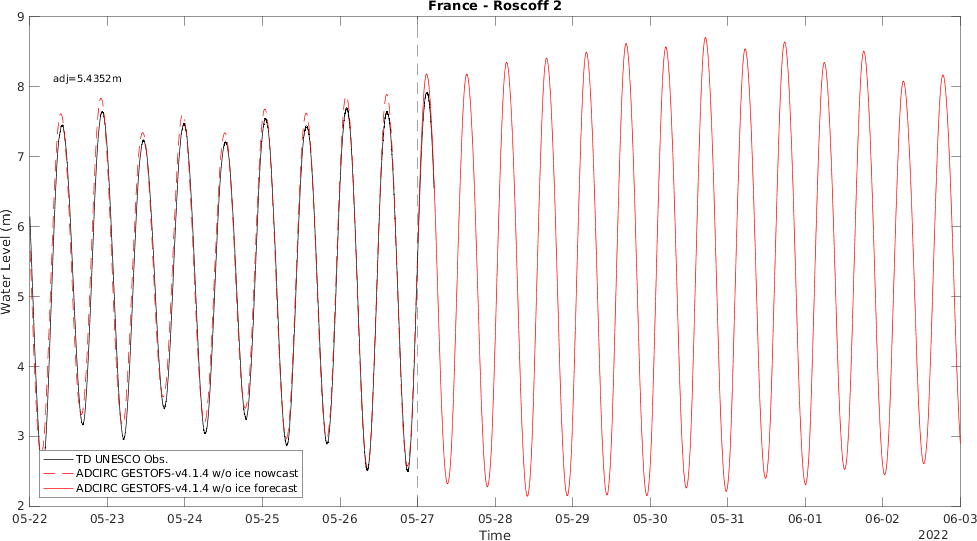 France - Roscoff 2
9
8
7
6
5
4
3
2
Water Level (m)
adj=5.4352m
TD UNESCO Obs.
ADCIRC GESTOFS-v4.1.4 w/o ice nowcast
ADCIRC GESTOFS-v4.1.4 w/o ice forecast
05-22 05-23 05-24 05-25 05-26 05-27 05-28 05-29 05-30 05-31 06-01 06-02 06-03
Time
2022